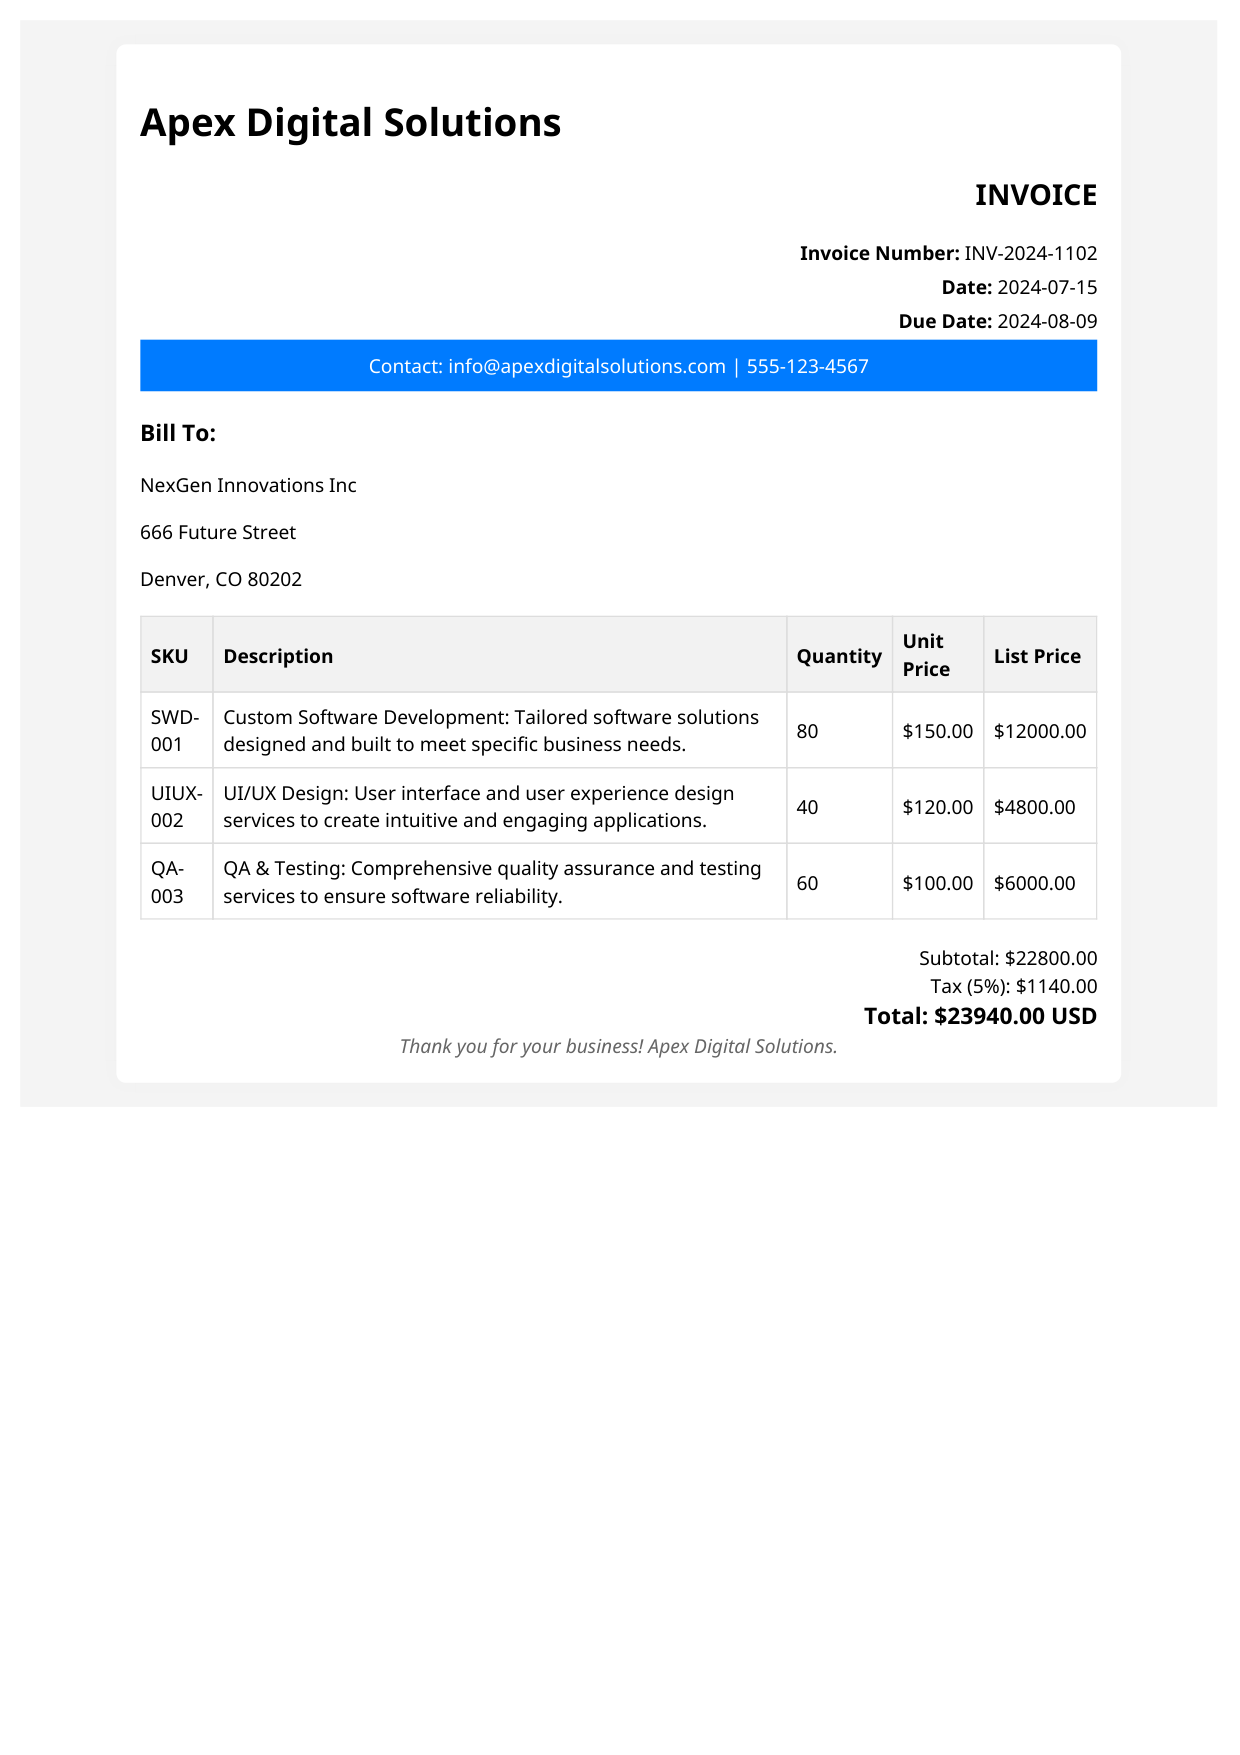 Apex Digital Solutions
INVOICE
Invoice Number: INV-2024-1102
Date: 2024-07-15
Due Date: 2024-08-09
Contact: info@apexdigitalsolutions.com | 555-123-4567
Bill To:
NexGen Innovations Inc
666 Future Street
Denver, CO 80202
SKU Description Quantity Unit Price List Price
SWD-001 Custom Software Development: Tailored software solutions designed and built to meet specific business needs. 80 $150.00 $12000.00
UIUX-002 UI/UX Design: User interface and user experience design services to create intuitive and engaging applications. 40 $120.00 $4800.00
QA-003 QA & Testing: Comprehensive quality assurance and testing services to ensure software reliability. 60 $100.00 $6000.00
Subtotal: $22800.00
Tax (5%): $1140.00
Total: $23940.00 USD
Thank you for your business! Apex Digital Solutions.